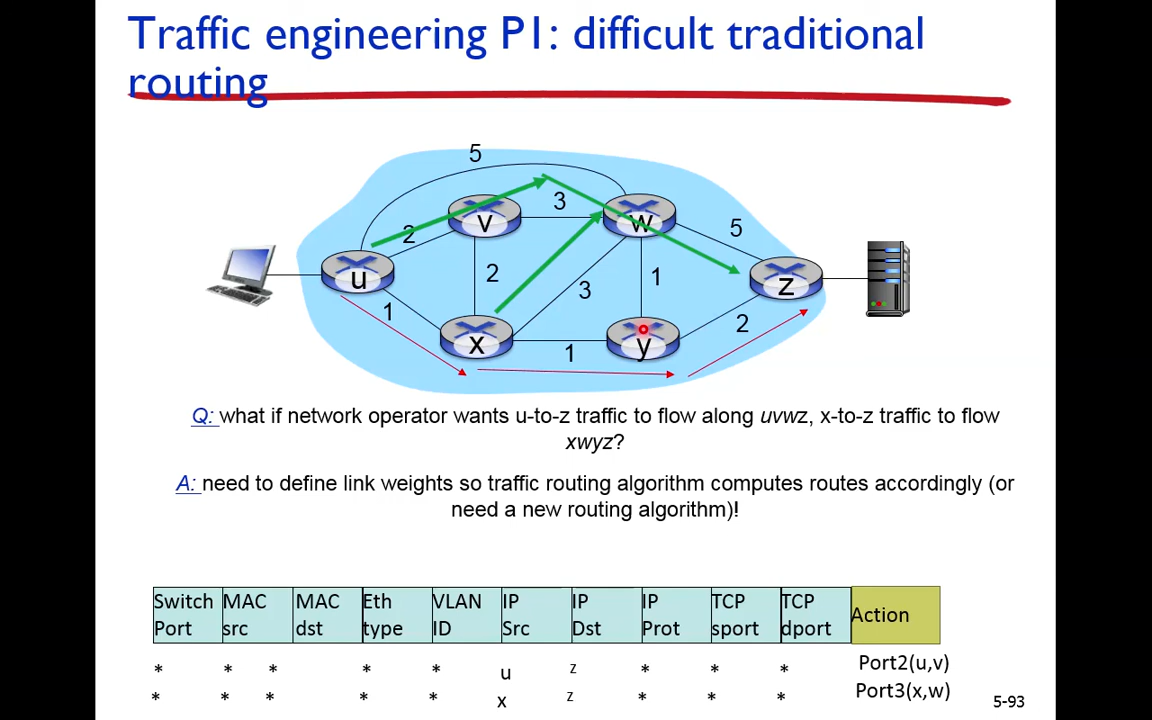 Traffic engineering P1: difficult traditional
routing
5
3
v
w
2
5
u
2
3
1
z
1
2
x
1
y
Q: what if network operator wants u-to-z traffic to flow along uvwz, x-to-z traffic to flow
xwyz?
A: need to define link weights so traffic routing algorithm computes routes accordingly (or
need a new routing algorithm)!
Switch MAC MAC Eth VLAN IP IP IP TCP TCP Action
Port src dst type ID Src Dst Prot sport dport
* * * * * u z * * * Port2(u,v)
* * * * * x z * * * Port3(x,w)
5-93